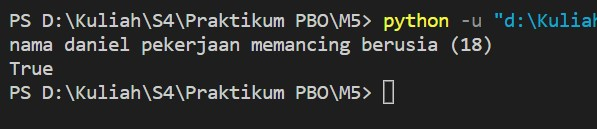 PS D:\Kuliah\S4\Praktikum PBO\M5> python -u "d:\Kuliah
nama daniel pekerjaan memancing berusia (18)
True
PS D:\Kuliah\S4\Praktikum PBO\M5>